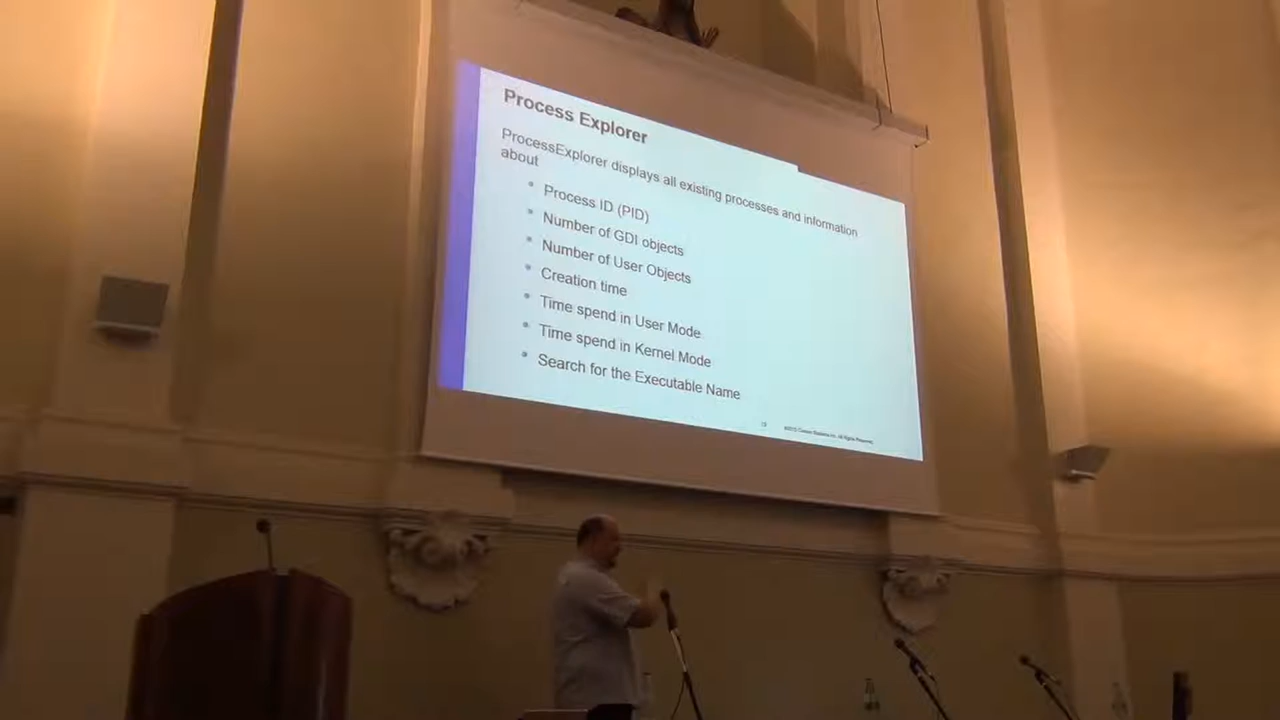 Process Explorer
ProcessExplorer displays all existing processes and information
about
Process ID (PID)
Number of GDI objects
Number of User Objects
Creation time
Time spend in User Mode
Time spend in Kernel Mode
Search for the Executable Name